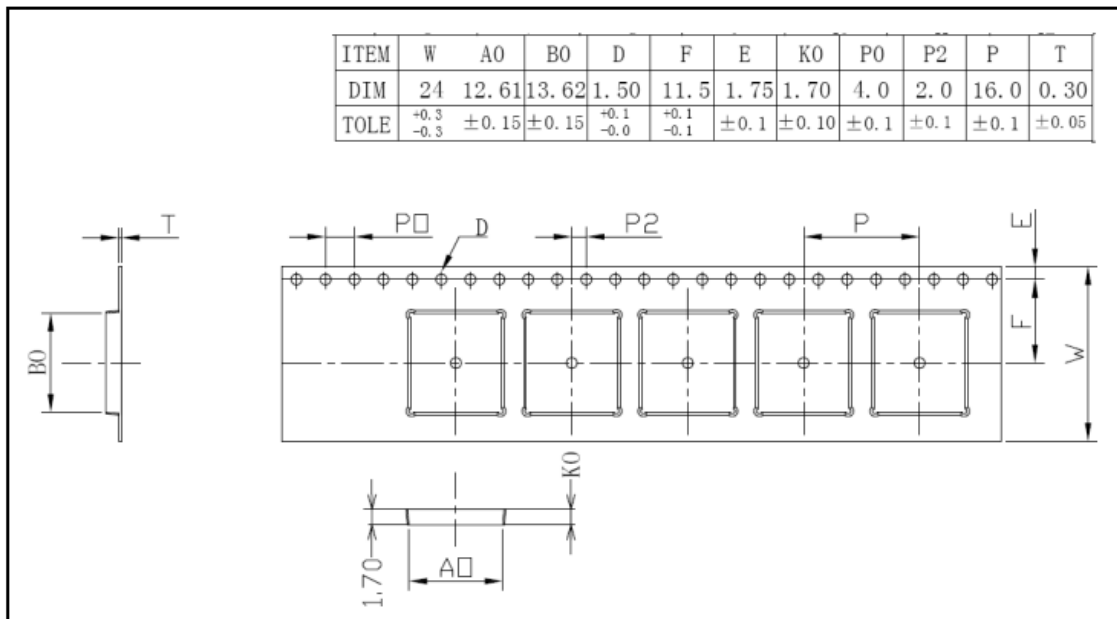 ITEM W A0 B0 D F E K0 P0 P2 P T
DIM 24 12.61 13.62 1.50 11.5 1.75 1.70 4.0 2.0 16.0 0.30
TOLE +0.3 -0.3 ±0.15 ±0.15 +0.1 -0.0 +0.1 -0.1 ±0.1 ±0.10 ±0.1 ±0.1 ±0.1 ±0.05
T P0 D P2 P E
B0 F W
K0
1.70 A0